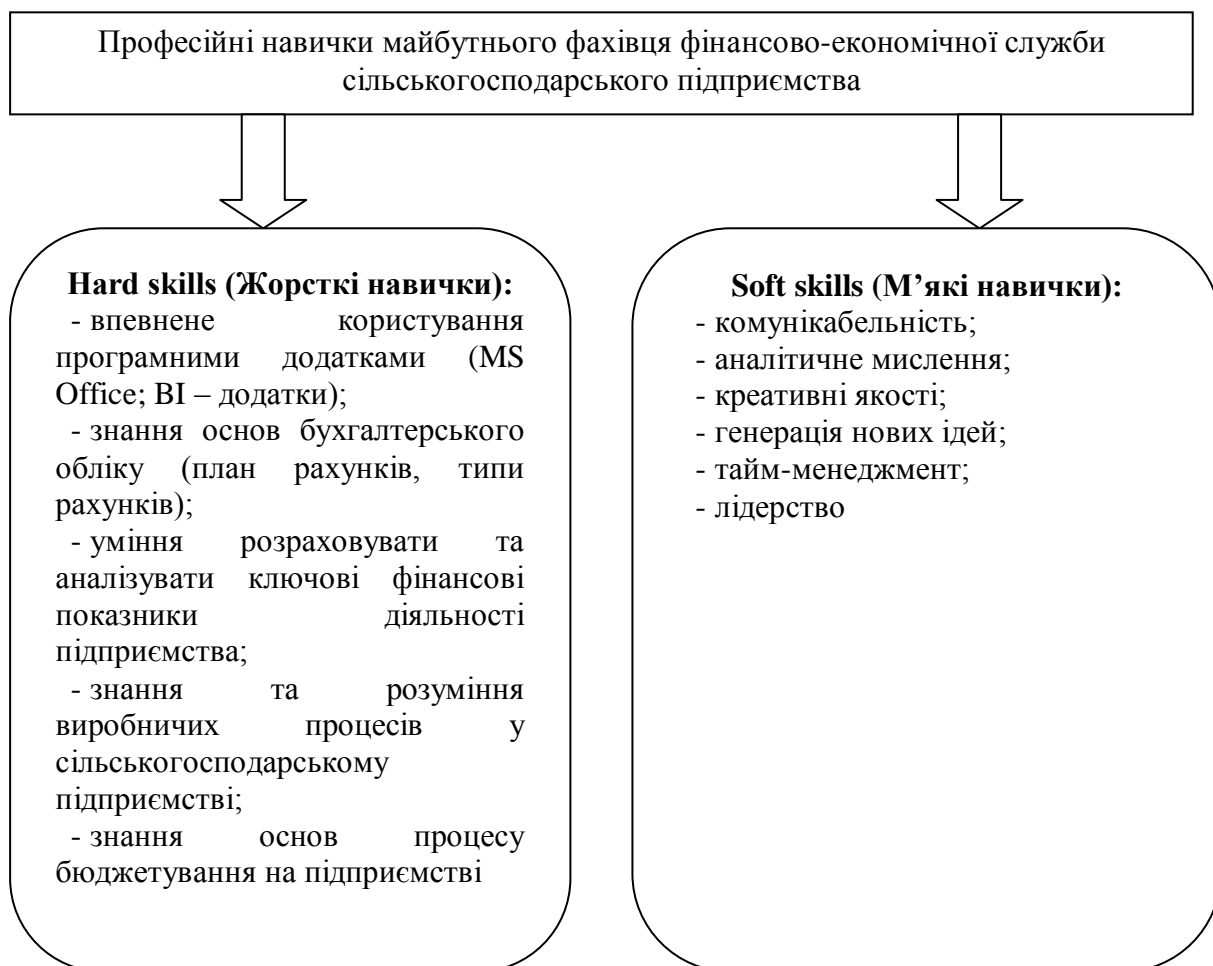 Професійні навички майбутнього фахівця фінансово-економічної служби
сільськогосподарського підприємства
Hard skills (Жорсткі навички):
- впевнене користування
програмними додатками (MS
Office; BI – додатки);
- знання основ бухгалтерського
обліку (план рахунків, типи
рахунків);
- уміння розраховувати та
аналізувати ключові фінансові
показники діяльності
підприємства;
- знання та розуміння
виробничих процесів у
сільськогосподарському
підприємстві;
- знання основ процесу
бюджетування на підприємстві
Soft skills (М’які навички):
- комунікабельність;
- аналітичне мислення;
- креативні якості;
- генерація нових ідей;
- тайм-менеджмент;
- лідерство